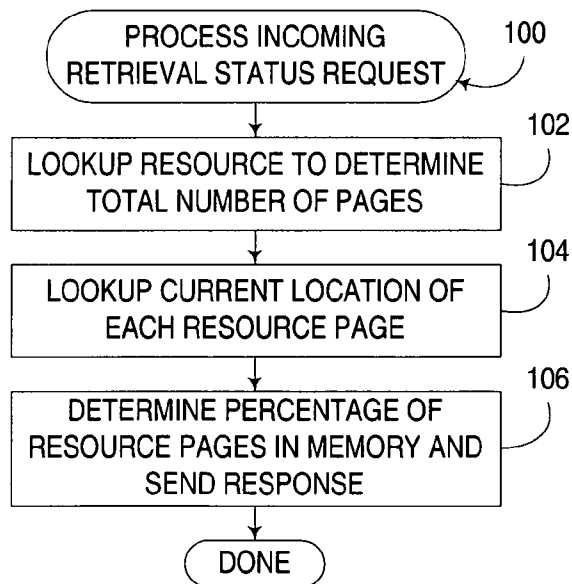 PROCESS INCOMING
RETRIEVAL STATUS REQUEST
100
102
LOOKUP RESOURCE TO DETERMINE
TOTAL NUMBER OF PAGES
104
LOOKUP CURRENT LOCATION OF
EACH RESOURCE PAGE
106
DETERMINE PERCENTAGE OF
RESOURCE PAGES IN MEMORY AND
SEND RESPONSE
DONE